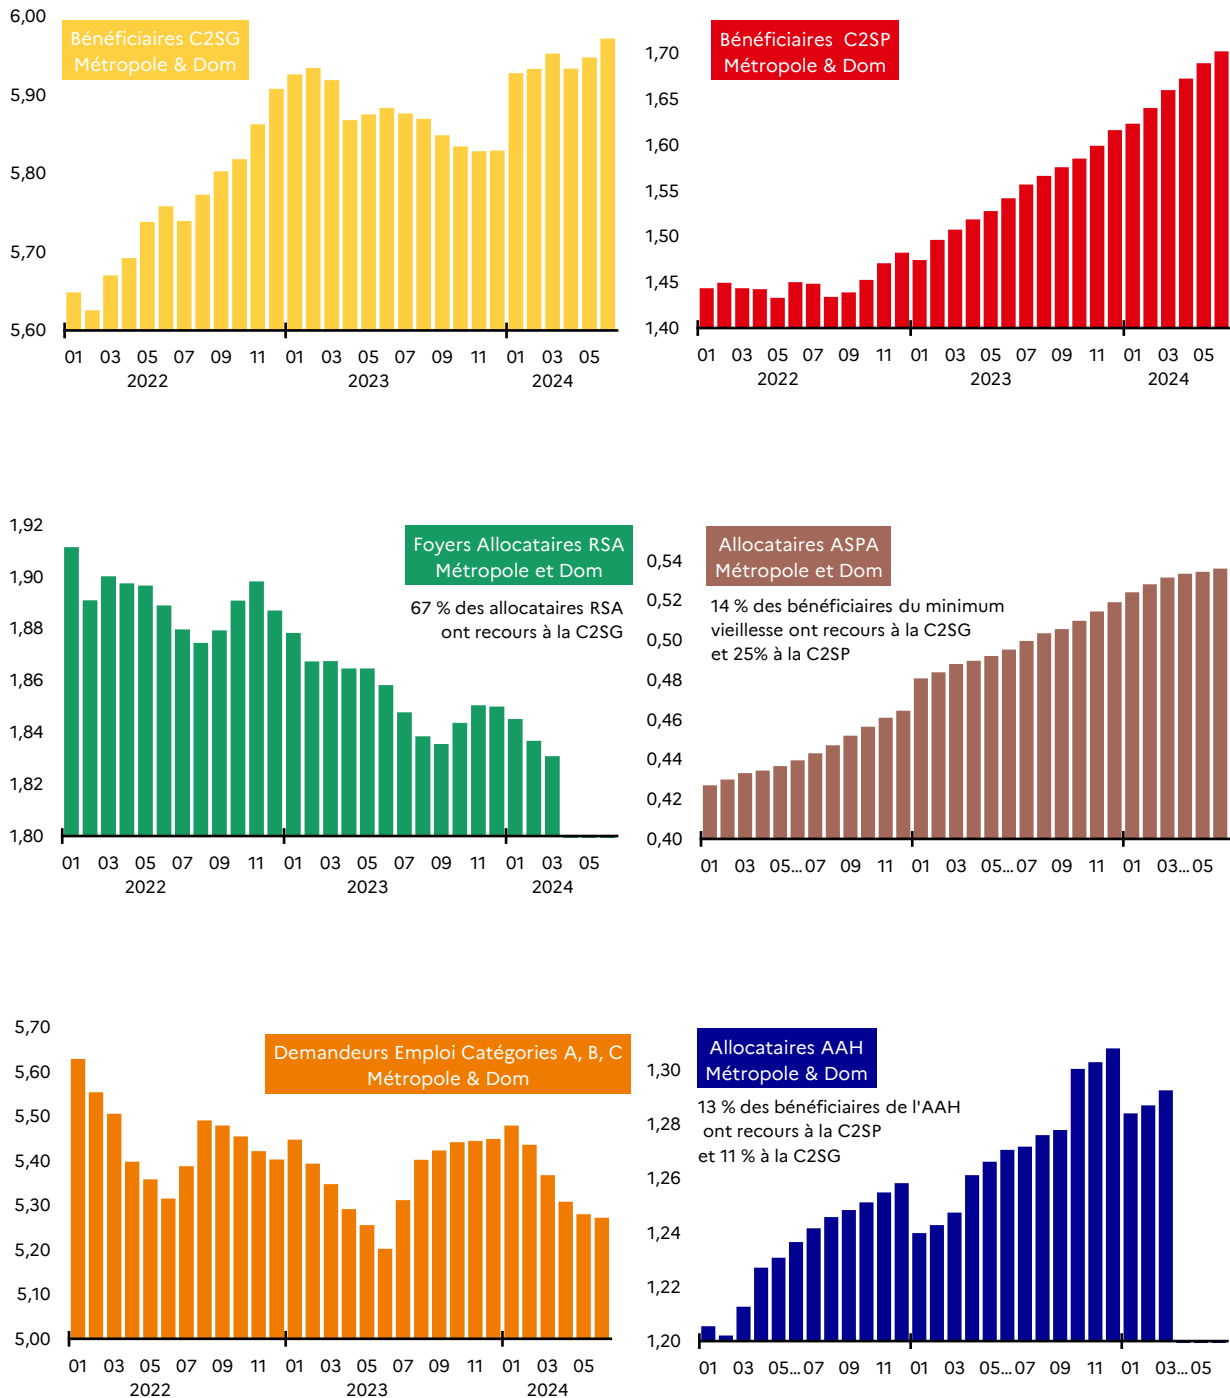 Bénéficiaires C2SG
Métropole & Dom
6,00
5,90
5,80
5,70
5,60
01 03 05 07 09 11 01 03 05 07 09 11 01 03 05
2022 2023 2024
Bénéficiaires C2SP
Métropole & Dom
1,70
1,65
1,60
1,55
1,50
1,45
1,40
01 03 05 07 09 11 01 03 05 07 09 11 01 03 05
2022 2023 2024
Foyers Allocataires RSA
Métropole et Dom
67 % des allocataires RSA
ont recours à la C2SG
1,92
1,90
1,88
1,86
1,84
1,82
1,80
01 03 05 07 09 11 01 03 05 07 09 11 01 03 05
2022 2023 2024
Allocataires ASPA
Métropole et Dom
14 % des bénéficiaires du minimum
vieillesse ont recours à la C2SG
et 25% à la C2SP
0,54
0,52
0,50
0,48
0,46
0,44
0,42
0,40
01 03 05... 07 09 11 01 03 05... 07 09 11 01 03... 05
Demandeurs Emploi Catégories A, B, C
Métropole & Dom
5,70
5,60
5,50
5,40
5,30
5,20
5,10
5,00
01 03 05 07 09 11 01 03 05 07 09 11 01 03 05
2022 2023 2024
Allocataires AAH
Métropole & Dom
13 % des bénéficiaires de l'AAH
ont recours à la C2SP
et 11 % à la C2SG
1,30
1,28
1,26
1,24
1,22
1,20
01 03 05... 07 09 11 01 03 05... 07 09 11 01 03... 05